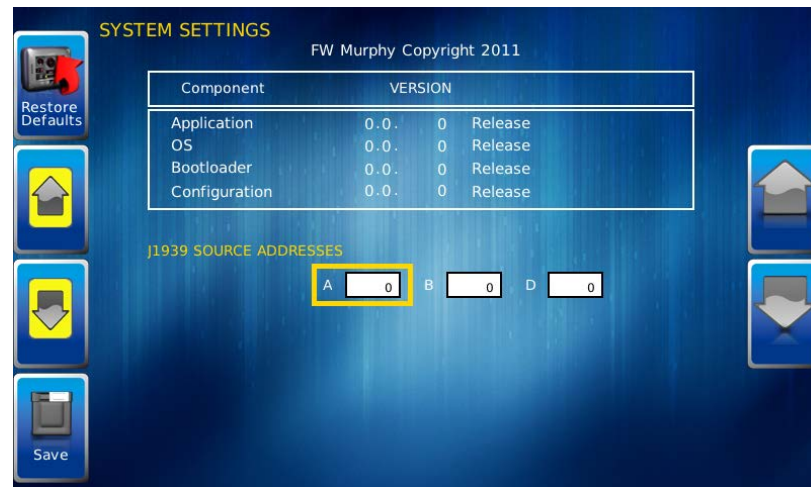 SYSTEM SETTINGS
FW Murphy Copyright 2011
Component VERSION
Restore
Defaults
Application 0.0. 0 Release
OS 0.0. 0 Release
Bootloader 0.0. 0 Release
Configuration 0.0. 0 Release
J1939 SOURCE ADDRESSES
A 0 B 0 D 0
Save